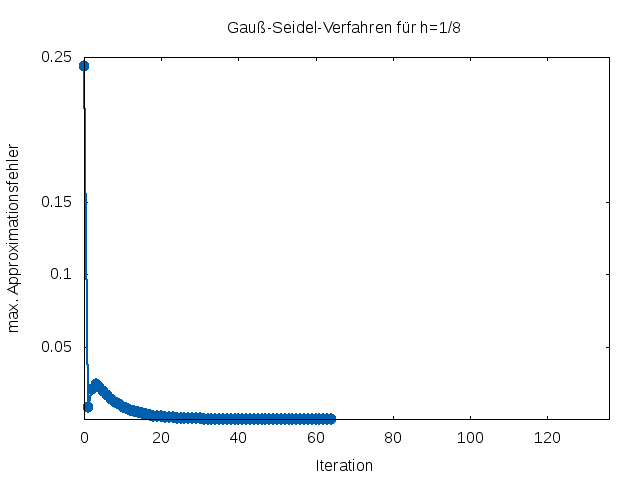 Gauß-Seidel-Verfahren für h=1/8
0.25
0.15
0.1
0.05
max. Approximationsfehler
0 20 40 60 80 100 120
Iteration